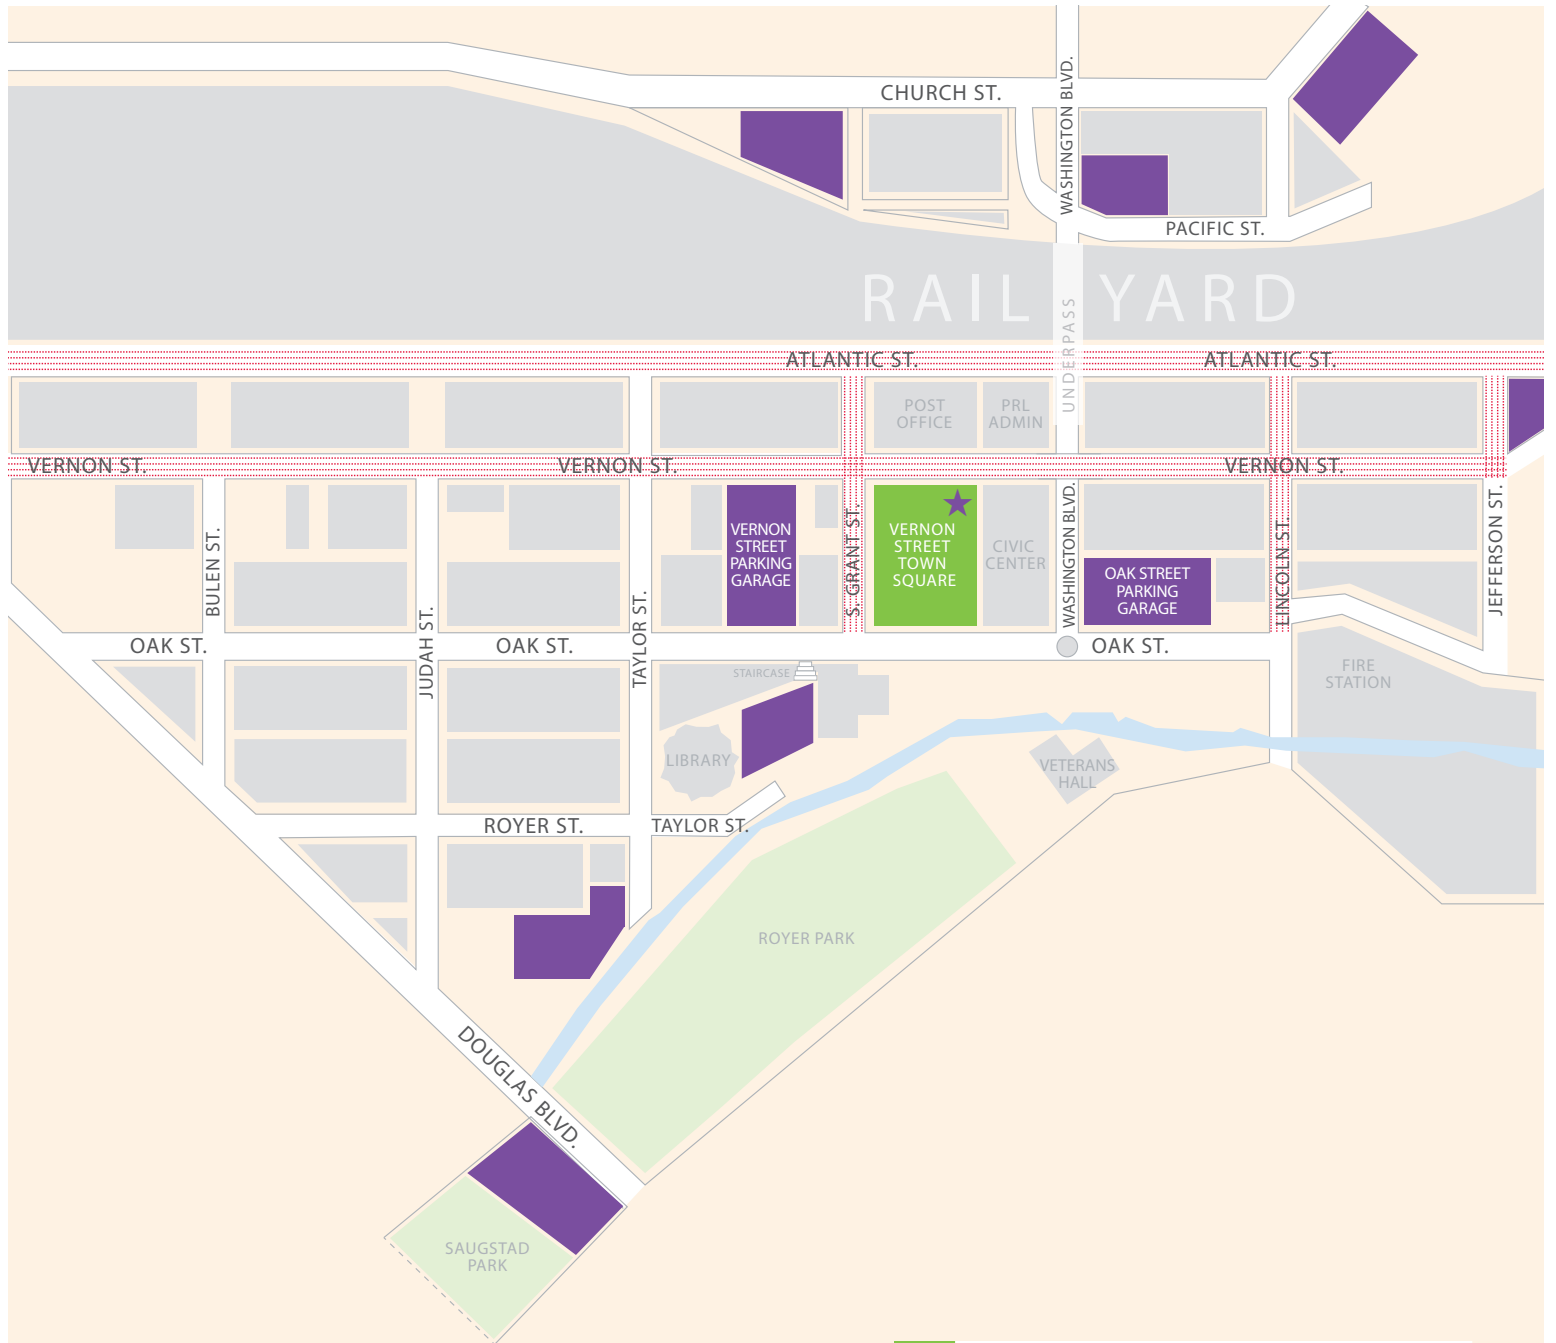 CHURCH ST.
WASHINGTON BLVD.
PACIFIC ST.
RAIL YARD
UNDERPASS
ATLANTIC ST.
ATLANTIC ST.
POST
OFFICE
PRL
ADMIN
VERNON ST.
VERNON ST.
VERNON ST.
BULEN ST.
JUDAH ST.
TAYLOR ST.
VERNON
STREET
PARKING
GARAGE
S. GRANT ST.
VERNON
STREET
TOWN
SQUARE
CIVIC
CENTER
WASHINGTON BLVD.
OAK STREET
PARKING
GARAGE
LINCOLN ST.
JEFFERSON ST.
OAK ST.
OAK ST.
OAK ST.
STAIRCASE
FIRE
STATION
LIBRARY
VETERANS
HALL
ROYER ST.
TAYLOR ST.
ROYER PARK
DOUGLAS BLVD.
SAUGSTAD
PARK